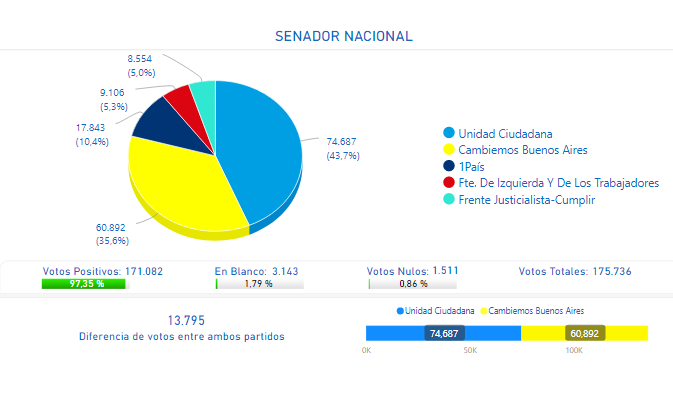 SENADOR NACIONAL
8.554
(5,0%)
9.106
(5,3%)
17.843
(10,4%)
74.687
(43,7%)
60.892
(35,6%)
Unidad Ciudadana
Cambiemos Buenos Aires
1País
Fte. De Izquierda Y De Los Trabajadores
Frente Justicialista-Cumplir
Votos Positivos: 171.082
97,35 %
En Blanco: 3.143
1,79 %
Votos Nulos: 1.511
0,86 %
Votos Totales: 175.736
13.795
Diferencia de votos entre ambos partidos
Unidad Ciudadana Cambiemos Buenos Aires
74,687 60,892
0K 50K 100K